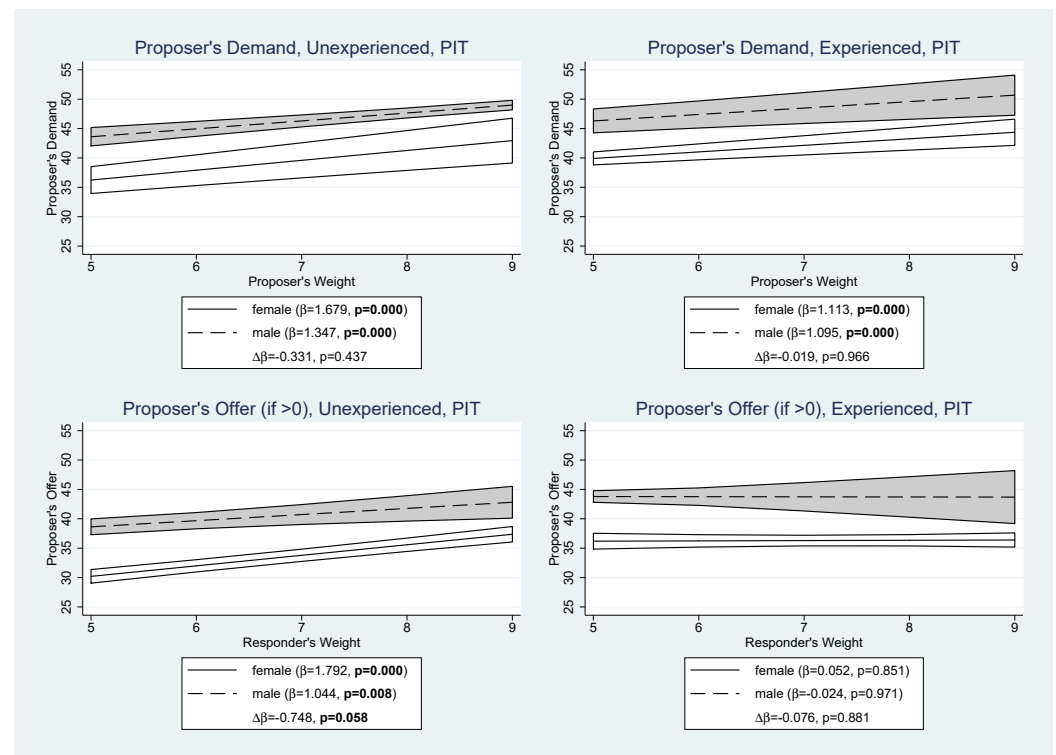 Proposer's Demand, Unexperienced, PIT
Proposer's Demand
55
50
45
40
35
30
25
5 6 7 8 9
Proposer's Weight
female (β=1.679, p=0.000)
male (β=1.347, p=0.000)
Δβ=-0.331, p=0.437
Proposer's Demand, Experienced, PIT
Proposer's Demand
55
50
45
40
35
30
25
5 6 7 8 9
Proposer's Weight
female (β=1.113, p=0.000)
male (β=1.095, p=0.000)
Δβ=-0.019, p=0.966
Proposer's Offer (if >0), Unexperienced, PIT
Proposer's Offer
55
50
45
40
35
30
25
5 6 7 8 9
Responder's Weight
female (β=1.792, p=0.000)
male (β=1.044, p=0.008)
Δβ=-0.748, p=0.058
Proposer's Offer (if >0), Experienced, PIT
Proposer's Offer
55
50
45
40
35
30
25
5 6 7 8 9
Responder's Weight
female (β=0.052, p=0.851)
male (β=-0.024, p=0.971)
Δβ=-0.076, p=0.881